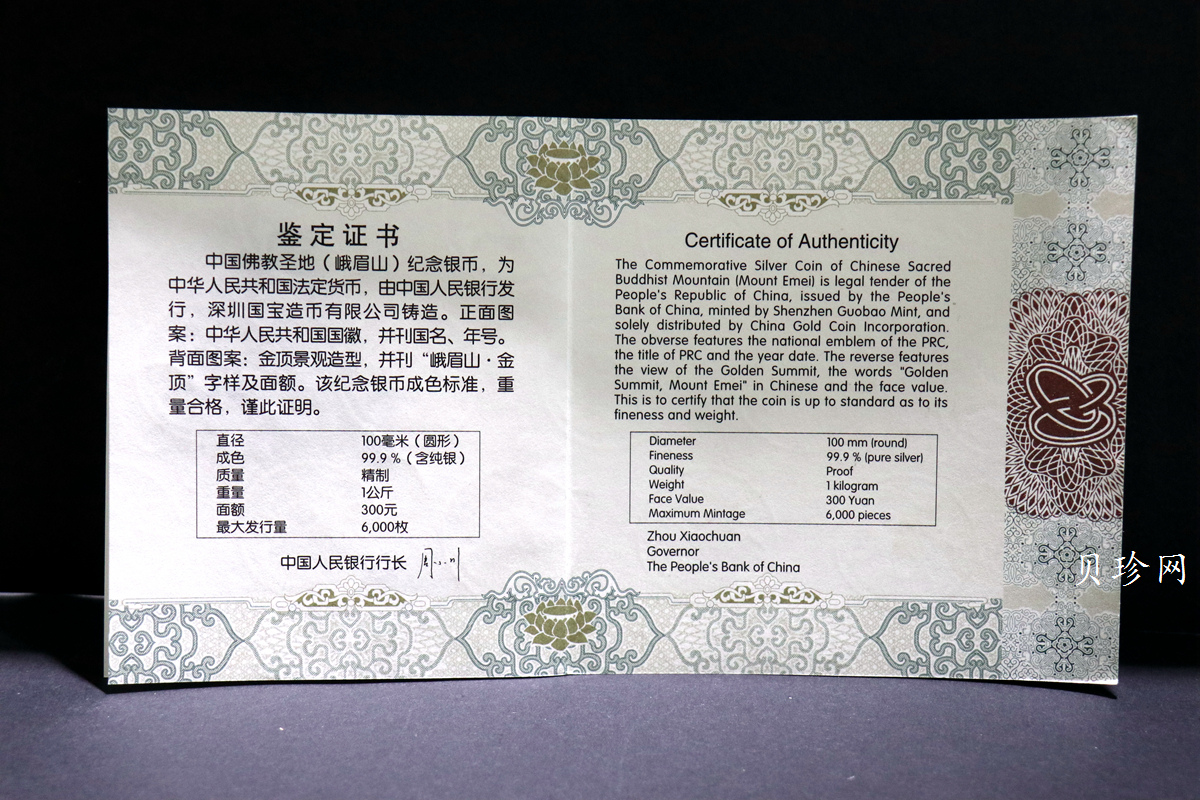 鉴定证书
中国佛教圣地（峨眉山）纪念银币，为
中华人民共和国法定货币，由中国人民银行发
行，深圳国宝造币有限公司铸造。正面图
案：中华人民共和国国徽，并刊国名、年号。
背面图案：金顶景观造型，并刊“峨眉山·金
顶”字样及面额。该纪念银币成色标准，重
量合格，谨此证明。
直径 100毫米（圆形）
成色 99.9％（含纯银）
质量 精制
重量 1公斤
面额 300元
最大发行量 6,000枚
中国人民银行行长
Certificate of Authenticity
The Commemorative Silver Coin of Chinese Sacred
Buddhist Mountain (Mount Emei) is legal tender of the
People's Republic of China, issued by the People's
Bank of China, minted by Shenzhen Guobao Mint, and
solely distributed by China Gold Coin Incorporation.
The obverse features the national emblem of the PRC,
the title of PRC and the year date. The reverse features
the view of the Golden Summit, the words "Golden
Summit, Mount Emei" in Chinese and the face value.
This is to certify that the coin is up to standard as to its
fineness and weight.
Diameter 100 mm (round)
Fineness 99.9 % (pure silver)
Quality Proof
Weight 1 kilogram
Face Value 300 Yuan
Maximum Mintage 6,000 pieces
Zhou Xiaochuan
Governor
The People's Bank of China
贝珍网